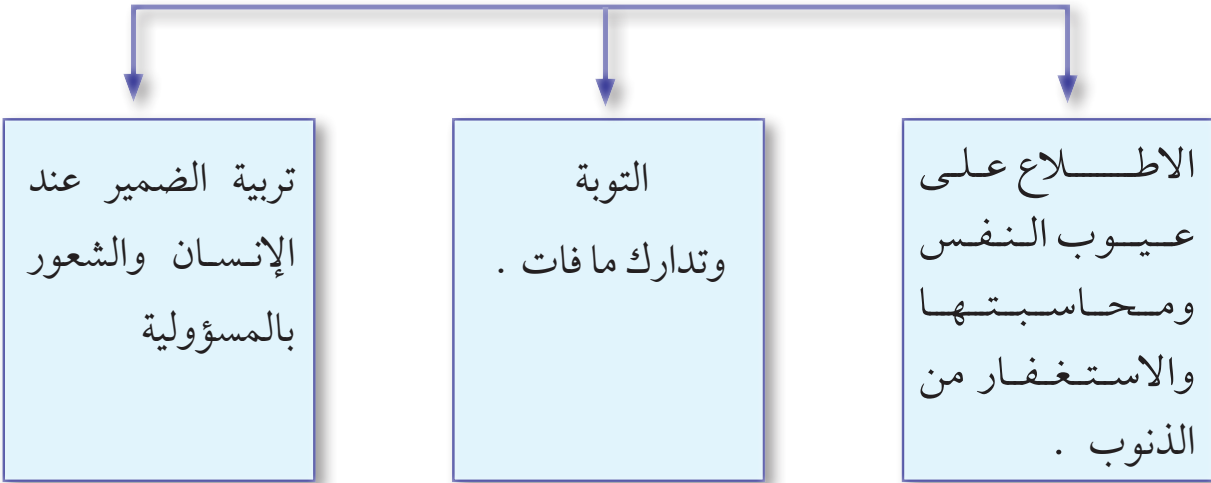 الاطلاع على
عيوب النفس
ومحاسبتها
والاستغفار من
الذنوب .
التوبة
وتدارك ما فات .
تربية الضمير عند
الإنسان والشعور
بالمسؤولية